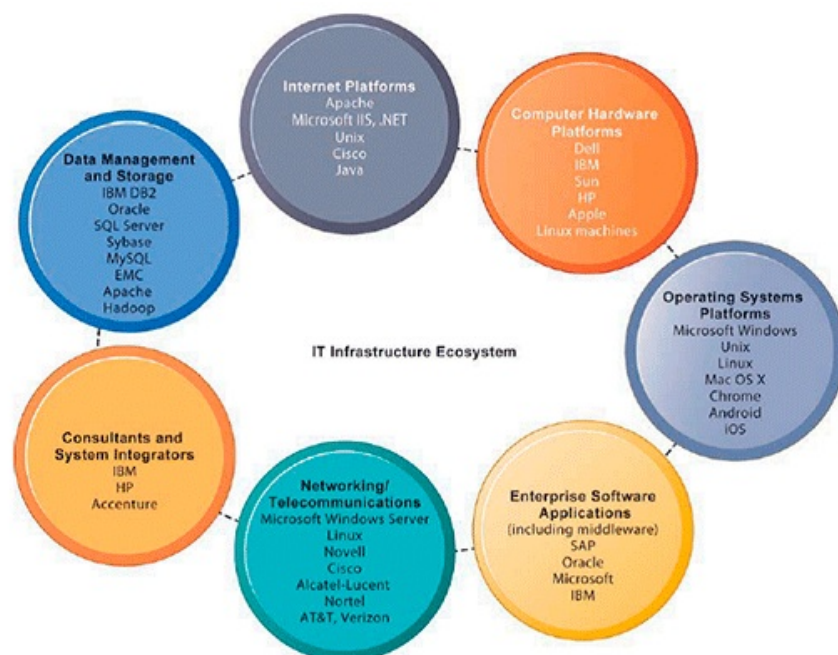 Internet Platforms
Apache
Microsoft IIS, .NET
Unix
Cisco
Java
Computer Hardware
Platforms
Dell
IBM
Sun
HP
Apple
Linux machines
Data Management
and Storage
IBM DB2
Oracle
SQL Server
Sybase
MySQL
EMC
Apache
Hadoop
Operating Systems
Platforms
Microsoft Windows
Unix
Linux
Mac OS X
Chrome
Android
iOS
IT Infrastructure Ecosystem
Consultants and
System Integrators
IBM
HP
Accenture
Networking/
Telecommunications
Microsoft Windows Server
Linux
Novell
Cisco
Alcatel-Lucent
Nortel
AT&T, Verizon
Enterprise Software
Applications
(including middleware)
SAP
Oracle
Microsoft
IBM